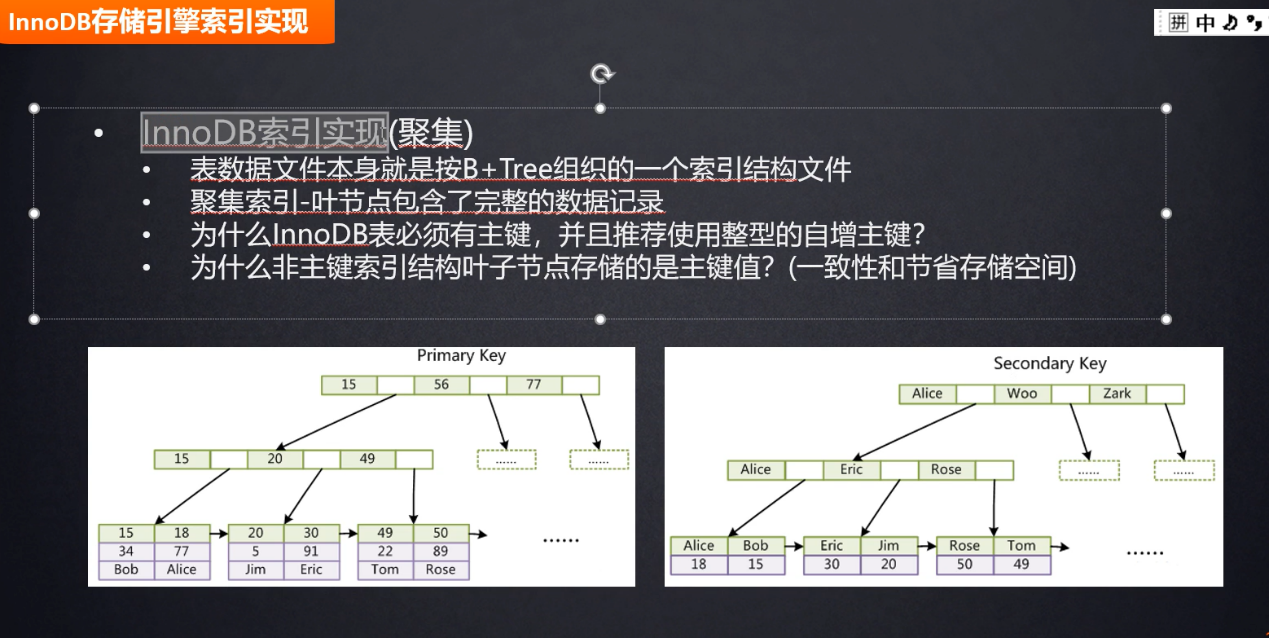 InnoDB存储引擎索引实现
拼 中
• InnoDB索引实现(聚集)
• 表数据文件本身就是按B+Tree组织的一个索引结构文件
• 聚集索引-叶节点包含了完整的数据记录
• 为什么InnoDB表必须有主键，并且推荐使用整型的自增主键？
• 为什么非主键索引结构叶子节点存储的是主键值？(一致性和节省存储空间)
Primary Key
15 56 77
15 20 49 ...... ......
15 18 20 30 49 50
34 77 5 91 22 89 ......
Bob Alice Jim Eric Tom Rose
Secondary Key
Alice Woo Zark
Alice Eric Rose ...... ......
Alice Bob Eric Jim Rose Tom
18 15 30 20 50 49 ......